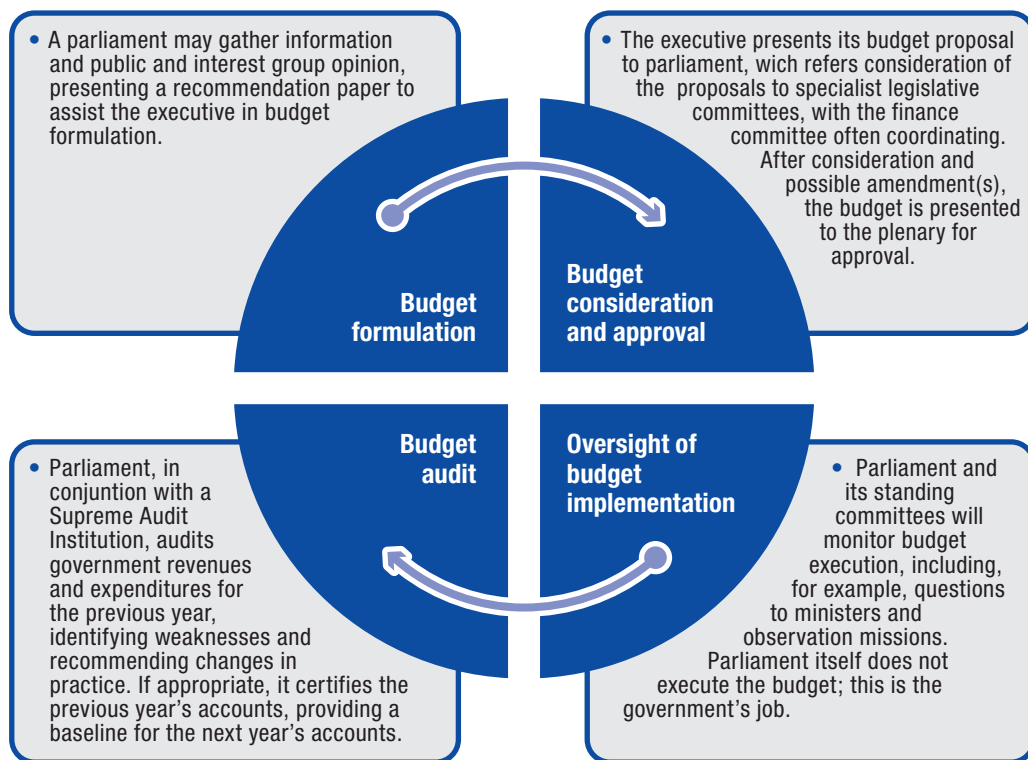 • A parliament may gather information
and public and interest group opinion,
presenting a recommendation paper to
assist the executive in budget
formulation.
Budget
formulation
• The executive presents its budget proposal
to parliament, wich refers consideration of
the proposals to specialist legislative
committees, with the finance
committee often coordinating.
After consideration and
possible amendment(s),
the budget is presented
to the plenary for
approval.
Budget
consideration
and approval
• Parliament, in
conjuntion with a
Supreme Audit
Institution, audits
government revenues
and expenditures for
the previous year,
identifying weaknesses and
recommending changes in
practice. If appropriate, it certifies the
previous year’s accounts, providing a
baseline for the next year’s accounts.
Budget
audit
Oversight of
budget
implementation
• Parliament and
its standing
committees will
monitor budget
execution, including,
for example, questions
to ministers and
observation missions.
Parliament itself does not
execute the budget; this is the
government’s job.